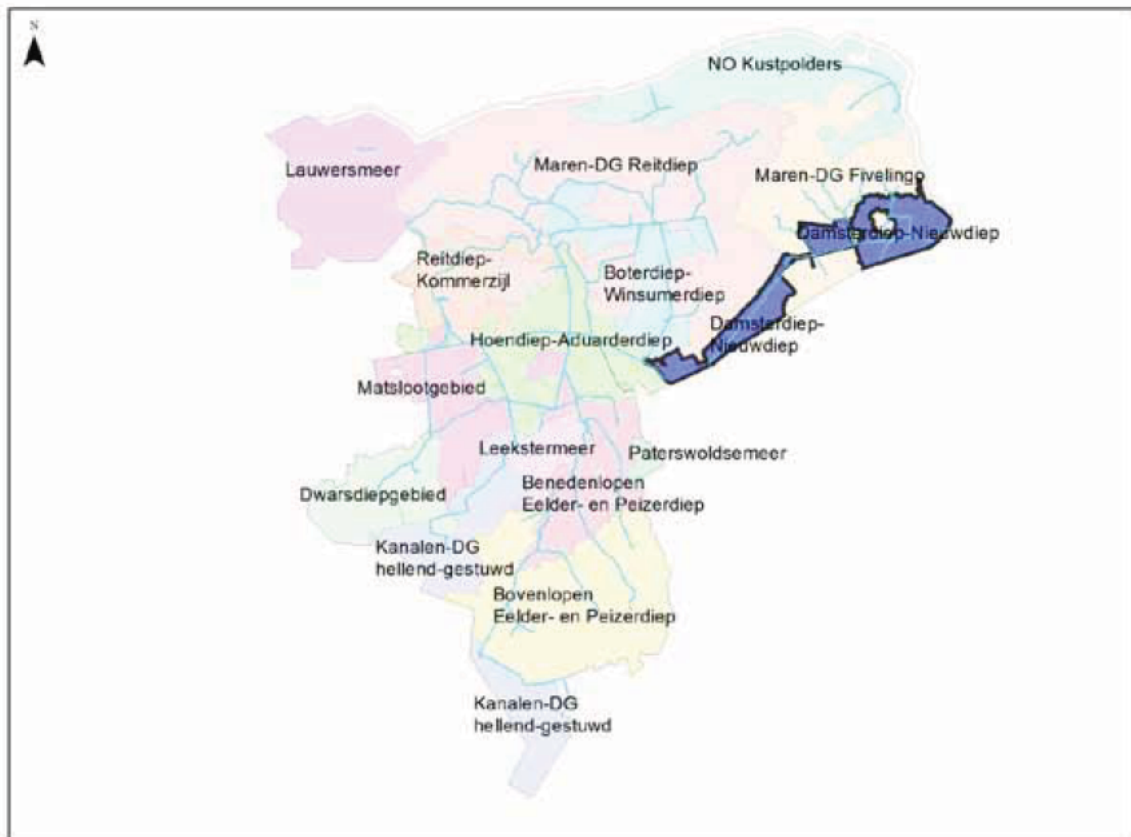 N
NO Kustpolders
Lauwersmeer
Maren-DG Reitdiep
Maren-DG Fivelingo
Damsterdiep-Nieuwdiep
Reitdiep-
Kommerzijl
Boterdiep-
Winsumerdiep
Damsterdiep-
Nieuwdiep
Hoendiep-Aduarderdiep
Matslootgebied
Leekstermeer
Paterswoldsemeer
Dwarsdiepgebied
Benedenlopen
Eelder- en Peizerdiep
Kanalen-DG
hellend-gestuwd
Bovenlopen
Eelder- en Peizerdiep
Kanalen-DG
hellend-gestuwd